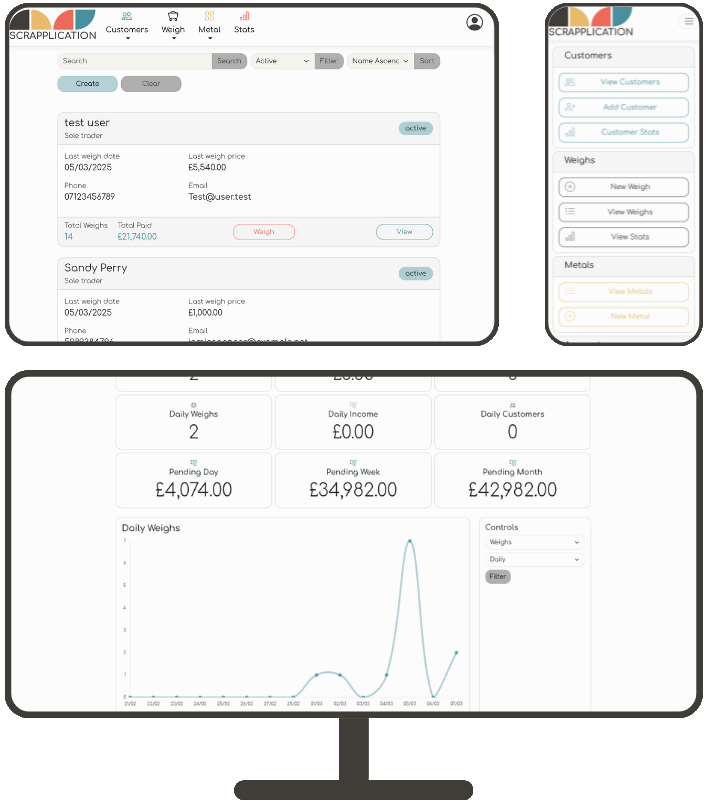 SCRAPPLICATION
Customers Weigh Metal Stats
Search Search Active Filter Name Ascenc Sort
Create Clear
test user
Sole trader
active
Last weigh date Last weigh price
05/03/2025 £5,540.00
Phone Email
07123456789 Test@user.test
Total Weighs Total Paid
14 £21,740.00
Weigh View
Sandy Perry
Sole trader
active
Last weigh date Last weigh price
05/03/2025 £1,000.00
Phone Email
SCRAPPLICATION
Customers
View Customers
Add Customer
Customer Stats
Weighs
New Weigh
View Weighs
View Stats
Metals
View Metals
New Metal
2 £0.00 0
Daily Weighs Daily Income Daily Customers
2 £0.00 0
Pending Day Pending Week Pending Month
£4,074.00 £34,982.00 £42,982.00
Daily Weighs
7
6
5
4
3
2
1
0
21/02 22/02 23/02 24/02 25/02 26/02 27/02 28/02 01/03 02/03 03/03 04/03 05/03 06/03 07/03
Controls
Weighs
Daily
Filter